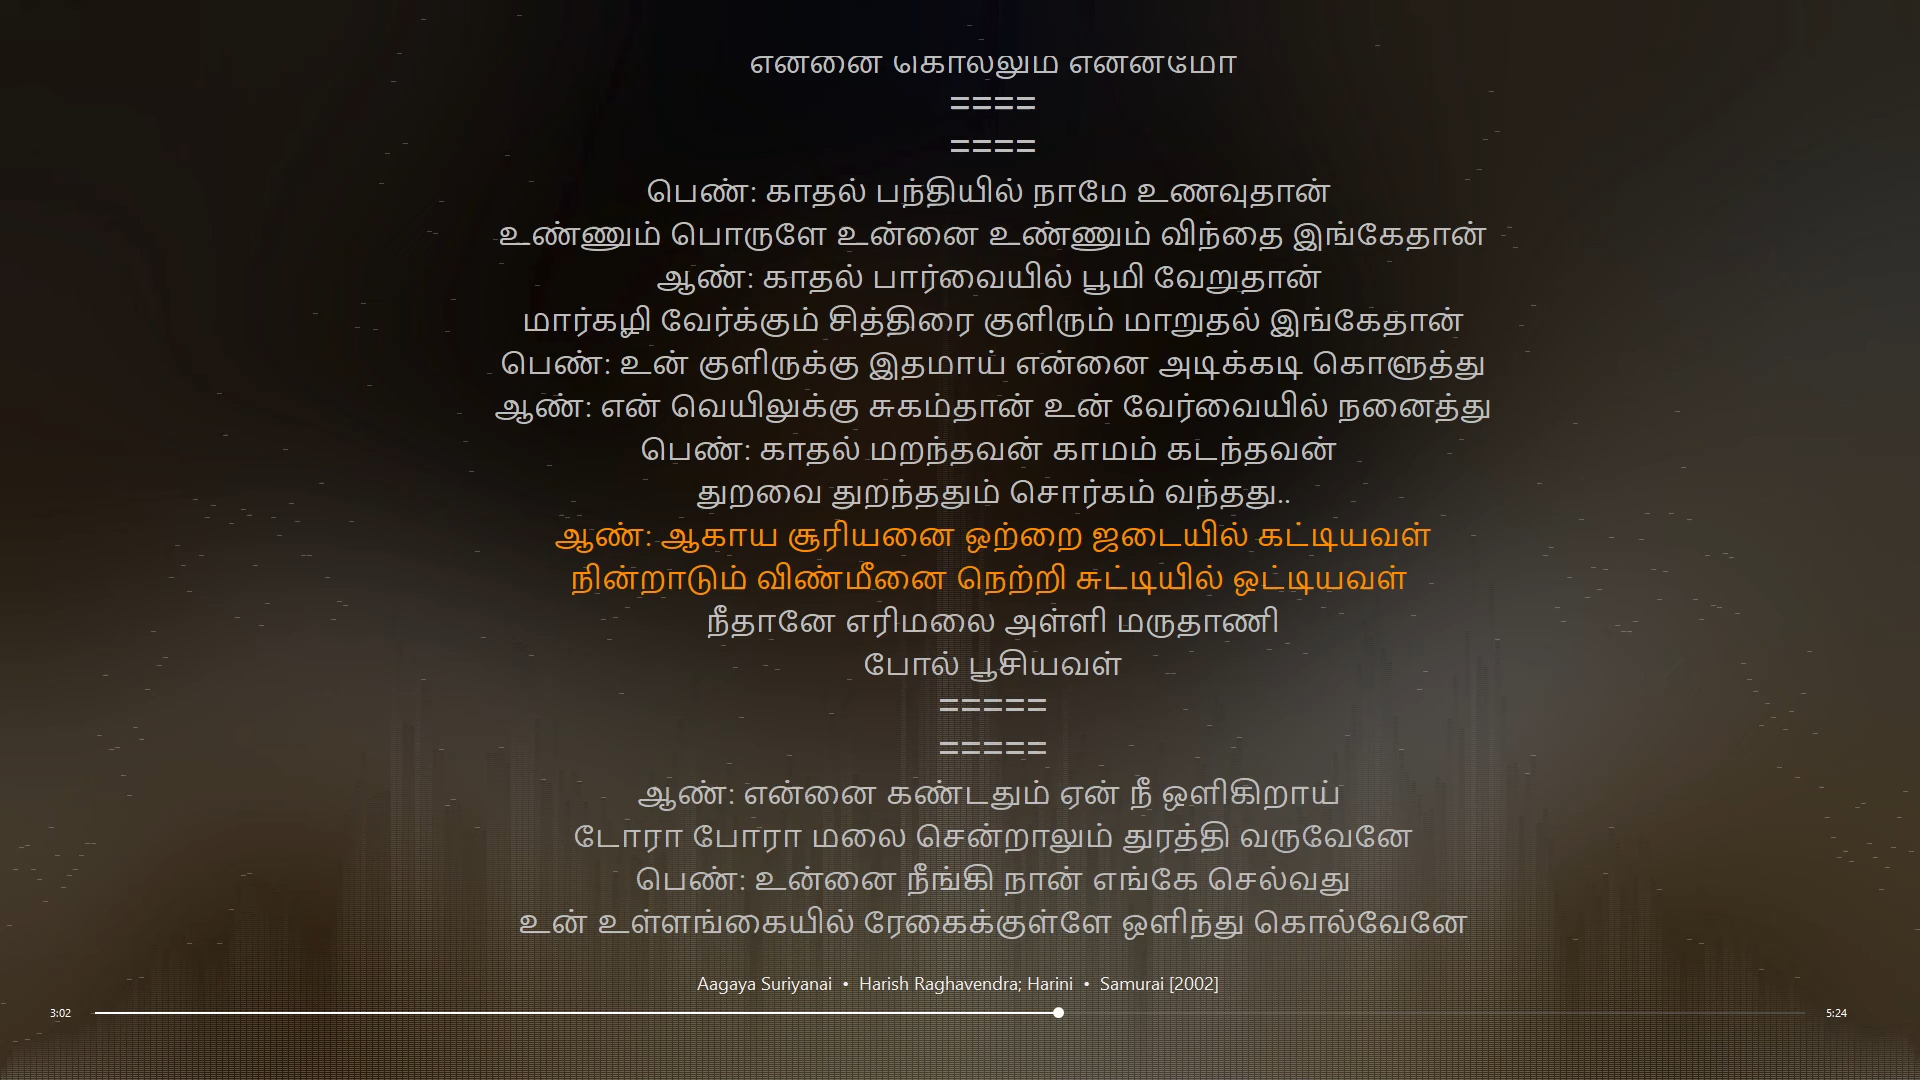 என்னை கொல்லும் என்னமோ
====
====
பெண்: காதல் பந்தியில் நாமே உணவுதான்
உண்ணும் பொருளே உன்னை உண்ணும் விந்தை இங்கேதான்
ஆண்: காதல் பார்வையில் பூமி வேறுதான்
மார்கழி வேர்க்கும் சித்திரை குளிரும் மாறுதல் இங்கேதான்
பெண்: உன் குளிருக்கு இதமாய் என்னை அடிக்கடி கொளுத்து
ஆண்: என் வெயிலுக்கு சுகம்தான் உன் வேர்வையில் நனைத்து
பெண்: காதல் மறந்தவன் காமம் கடந்தவன்
துறவை துறந்ததும் சொர்கம் வந்தது..
ஆண்: ஆகாய சூரியனை ஒற்றை ஜடையில் கட்டியவள்
நின்றாடும் விண்மீனை நெற்றி சுட்டியில் ஒட்டியவள்
நீதானே எரிமலை அள்ளி மருதாணி
போல் பூசியவள்
=====
=====
ஆண்: என்னை கண்டதும் ஏன் நீ ஒளிகிறாய்
டோரா போரா மலை சென்றாலும் துரத்தி வருவேனே
பெண்: உன்னை நீங்கி நான் எங்கே செல்வது
உன் உள்ளங்கையில் ரேகைக்குள்ளே ஒளிந்து கொல்வேனே
Aagaya Suriyanai • Harish Raghavendra; Harini • Samurai [2002]
3:02 5:24